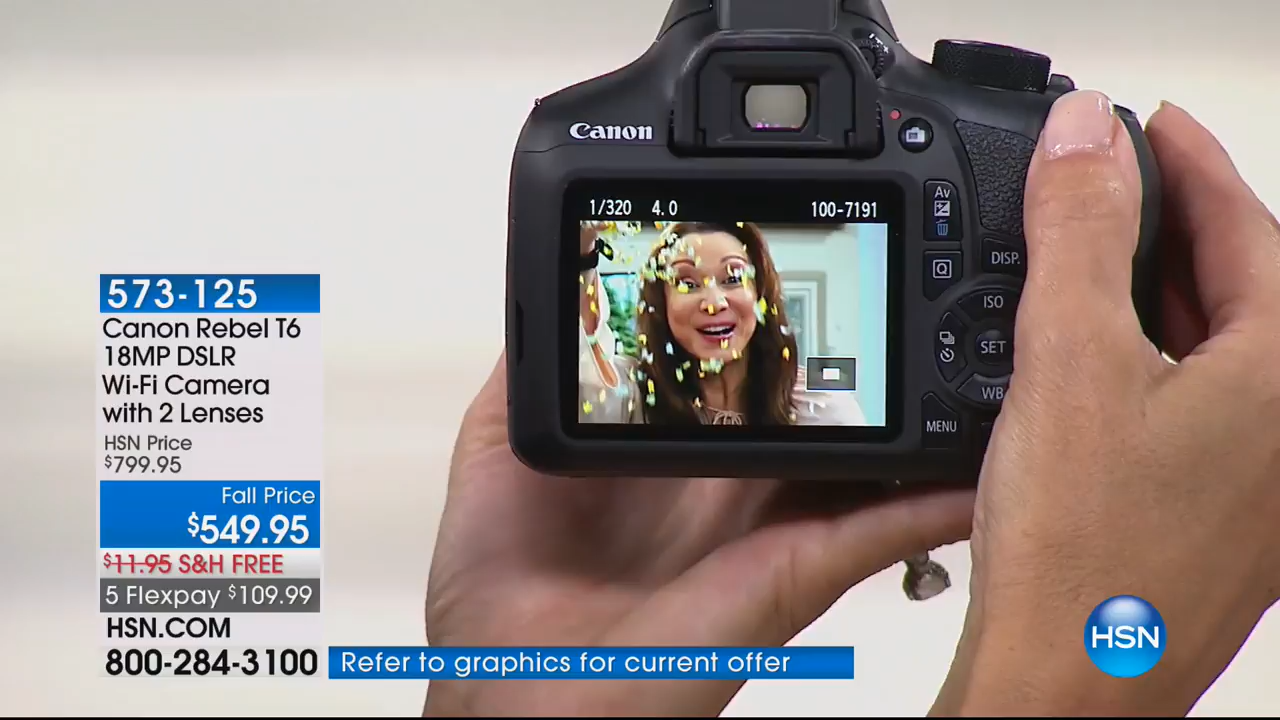 573-125
Canon Rebel T6
18MP DSLR
Wi-Fi Camera
with 2 Lenses
HSN Price
$799.95
Fall Price
$549.95
$11.95 S&H FREE
5 Flexpay $109.99
HSN.COM
800-284-3100
Refer to graphics for current offer
HSN
Canon
1/320 4.0 100-7191
Av
Q
DISP.
ISO
SET
WB
MENU